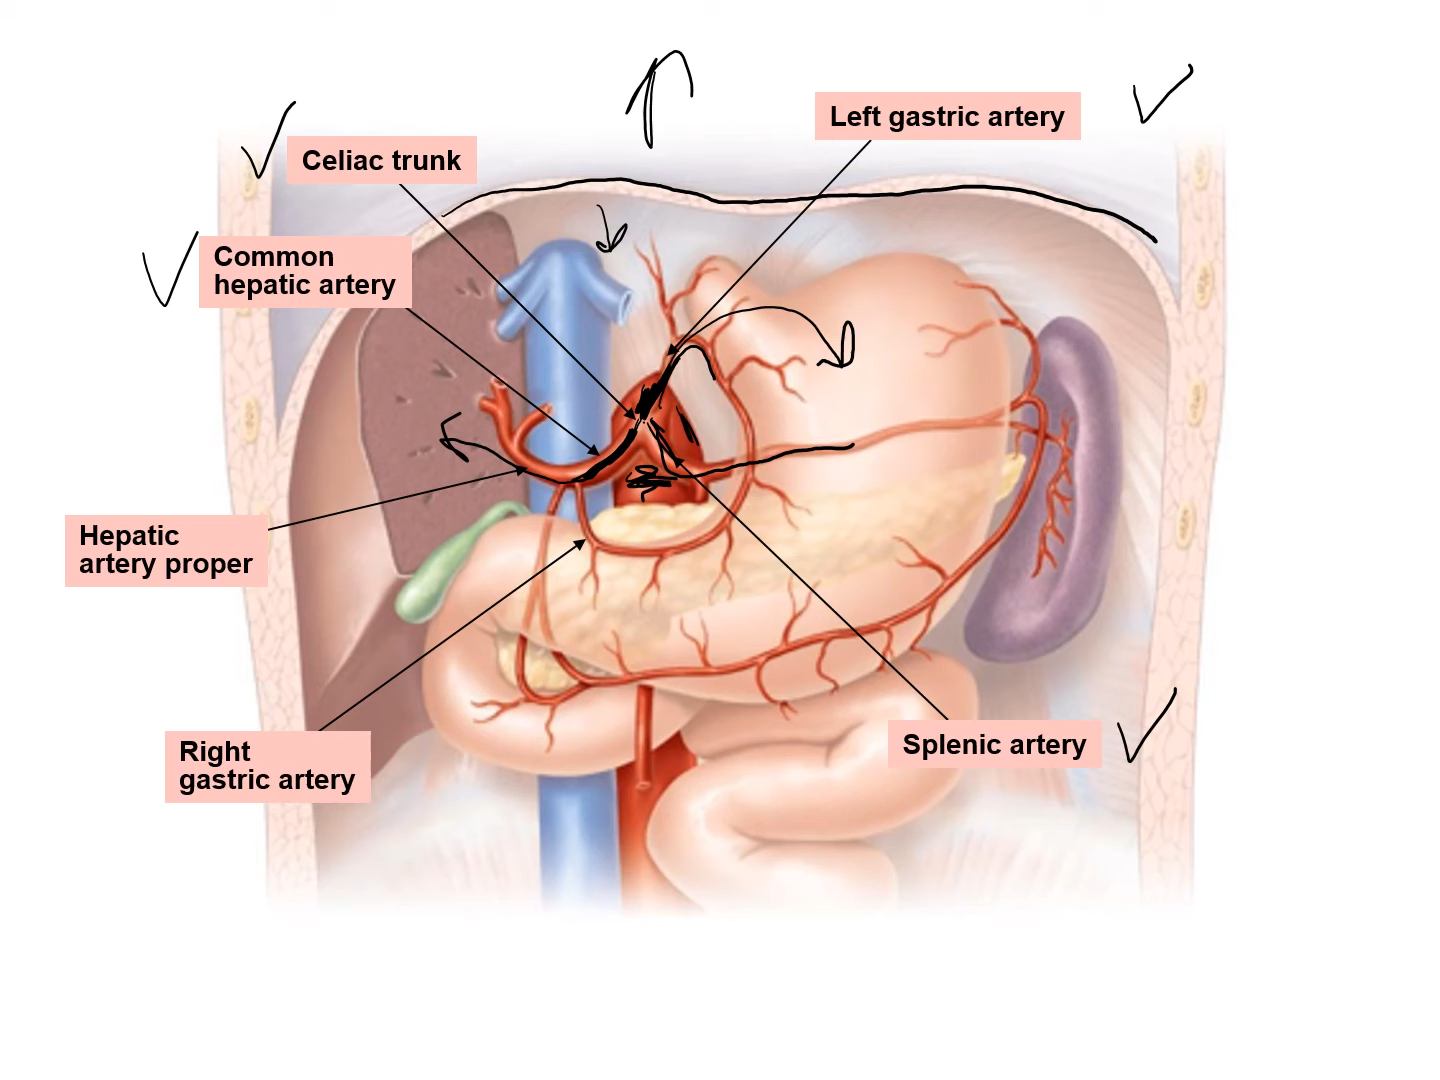 Left gastric artery
Celiac trunk
Common
hepatic artery
Hepatic
artery proper
Right
gastric artery
Splenic artery